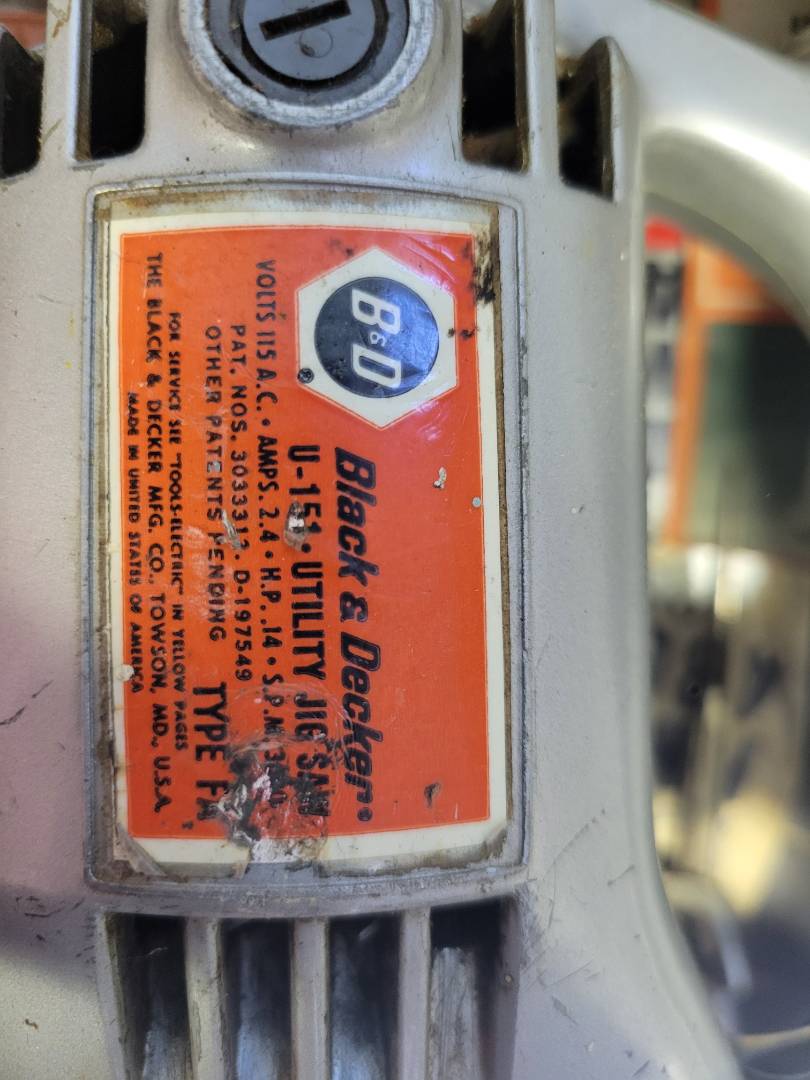 B&D
®
Black & Decker®
U-151 • UTILITY JIG SAW
VOLTS 115 A.C. • AMPS. 2.4 • H.P. .14 • S.P.M.
PAT. NOS. 3033312, D-197549
OTHER PATENTS PENDING
TYPE
FOR SERVICE SEE "TOOLS-ELECTRIC" IN YELLOW PAGES
THE BLACK & DECKER MFG. CO., TOWSON, MD., U.S.A.
MADE IN UNITED STATES OF AMERICA